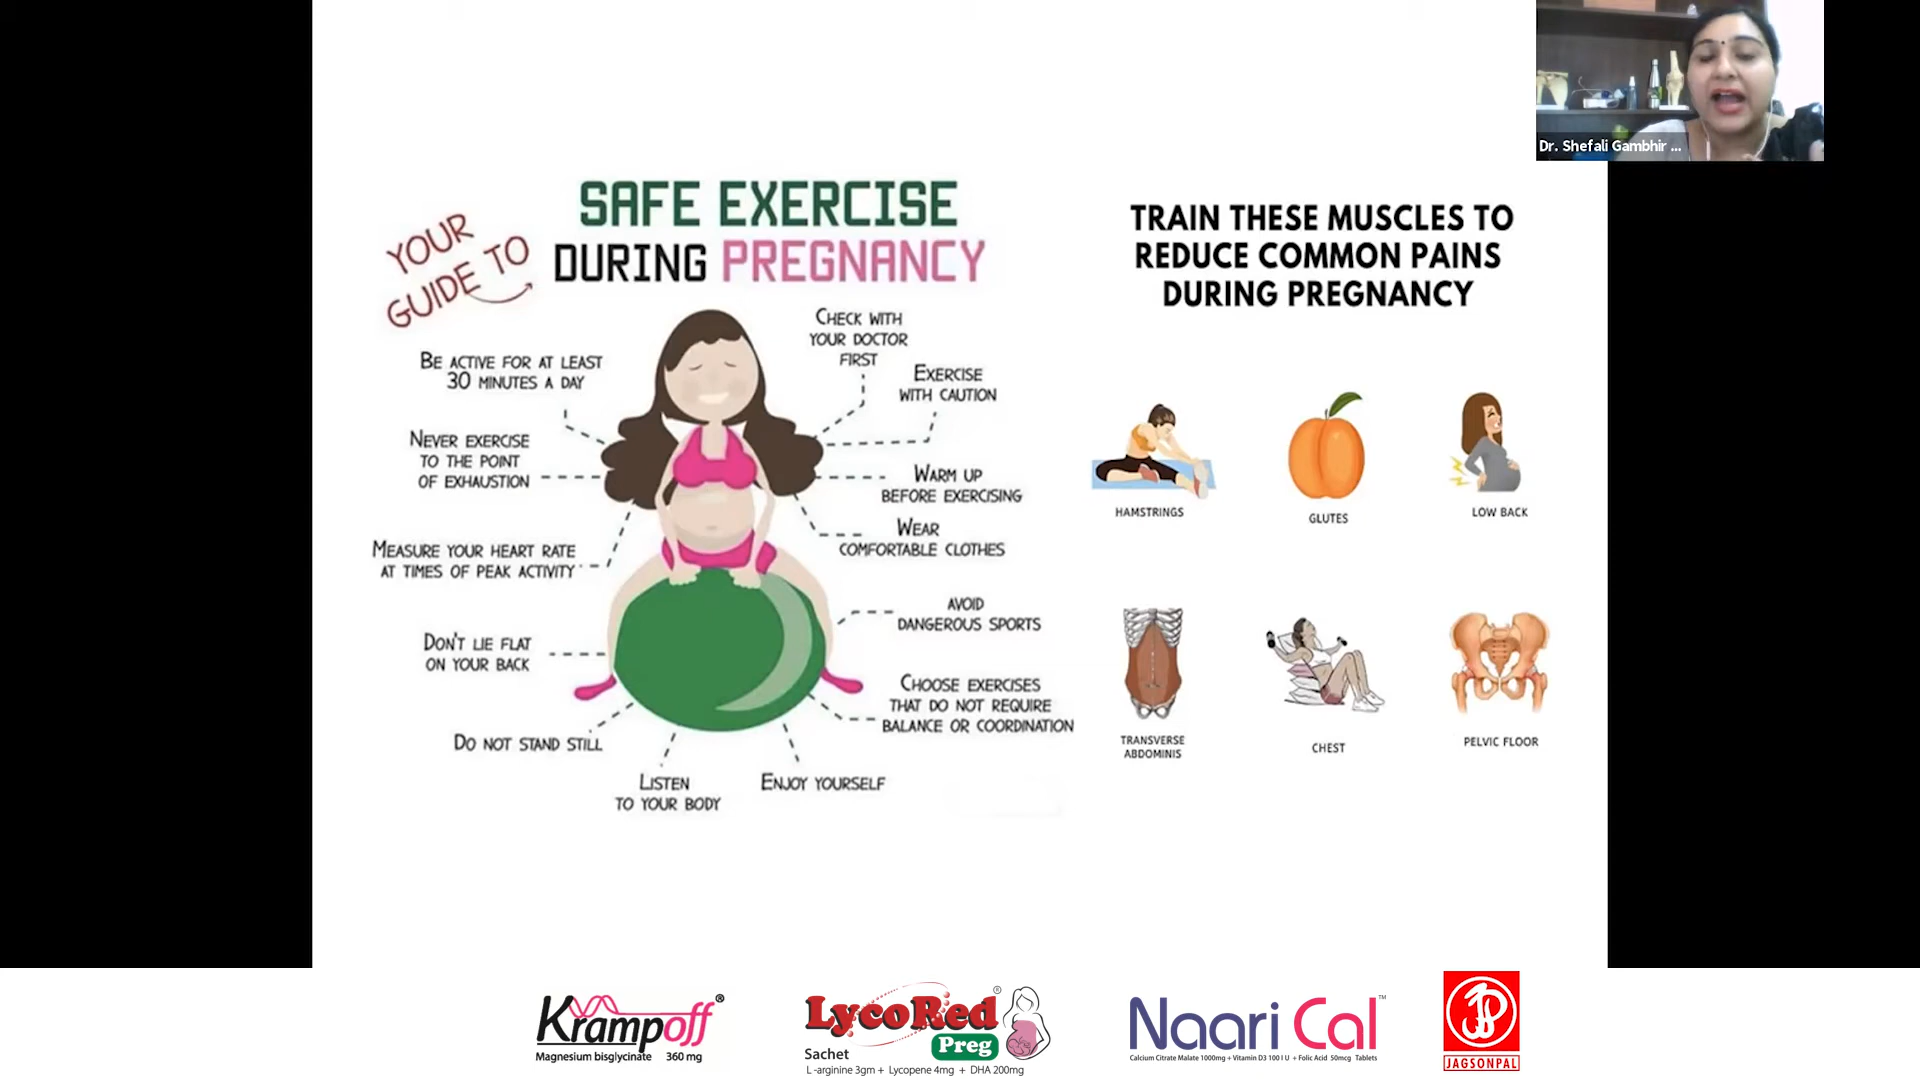 Dr. Shefali Gambhir ...
YOUR
GUIDE TO
SAFE EXERCISE
DURING PREGNANCY
CHECK WITH
YOUR DOCTOR
FIRST
BE ACTIVE FOR AT LEAST
30 MINUTES A DAY
EXERCISE
WITH CAUTION
NEVER EXERCISE
TO THE POINT
OF EXHAUSTION
WARM UP
BEFORE EXERCISING
WEAR
COMFORTABLE CLOTHES
MEASURE YOUR HEART RATE
AT TIMES OF PEAK ACTIVITY
AVOID
DANGEROUS SPORTS
DON'T LIE FLAT
ON YOUR BACK
CHOOSE EXERCISES
THAT DO NOT REQUIRE
BALANCE OR COORDINATION
DO NOT STAND STILL
LISTEN
TO YOUR BODY
ENJOY YOURSELF
TRAIN THESE MUSCLES TO
REDUCE COMMON PAINS
DURING PREGNANCY
HAMSTRINGS
GLUTES
LOW BACK
TRANSVERSE
ABDOMINIS
CHEST
PELVIC FLOOR
Krampoff®
Magnesium bisglycinate 360 mg
LycoRed®
Preg
Sachet
L-arginine 3gm + Lycopene 4mg + DHA 200mg
Naari Cal™
Calcium Citrate Malate 1000mg + Vitamin D3 100 I U + Folic Acid 50mcg Tablets
JAGSONPAL